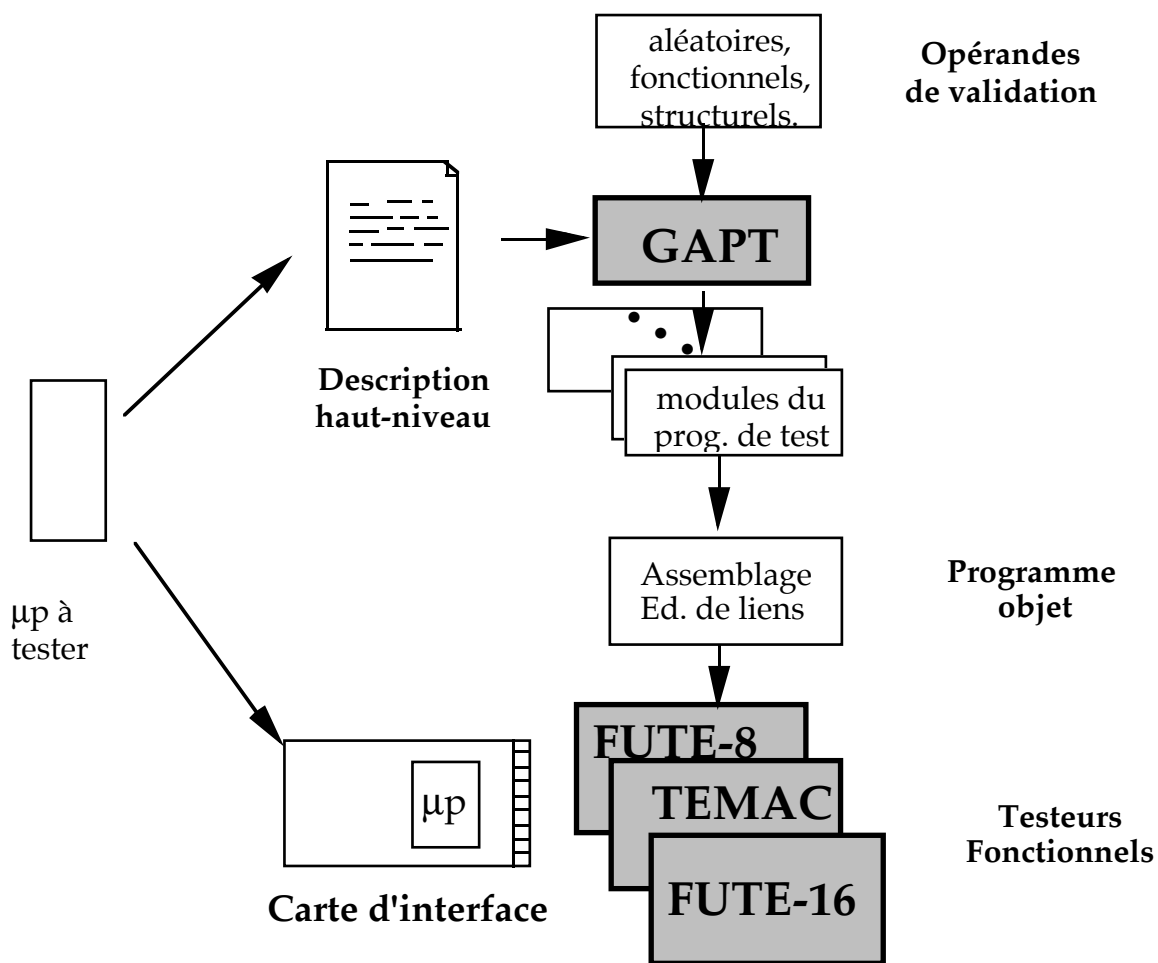 aléatoires,
fonctionnels,
structurels.
Opérandes
de validation
GAPT
Description
haut-niveau
modules du
prog. de test
µp à
tester
Assemblage
Ed. de liens
Programme
objet
FUTE-8
TEMAC
FUTE-16
µp
Carte d'interface
Testeurs
Fonctionnels